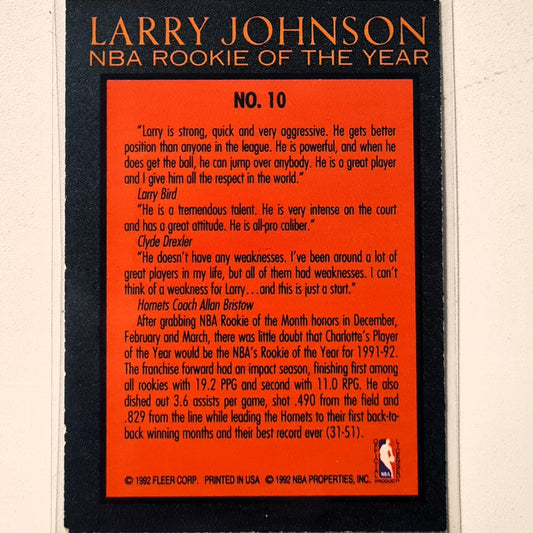 LARRY JOHNSON
NBA ROOKIE OF THE YEAR
NO. 10
"Larry is strong, quick and very aggressive. He gets better
position than anyone in the league. He is powerful, and when he
does get the ball, he can jump over anybody. He is a great player
and I give him all the respect in the world."
Larry Bird
"He is a tremendous talent. He is very intense on the court
and has a great attitude. He is all-pro caliber."
Clyde Drexler
"He doesn't have any weaknesses. I've been around a lot of
great players in my life, but all of them had weaknesses. I can't
think of a weakness for Larry...and this is just a start."
Hornets Coach Allan Bristow
After grabbing NBA Rookie of the Month honors in December,
February and March, there was little doubt that Charlotte's Player
of the Year would be the NBA's Rookie of the Year for 1991-92.
The franchise forward had an impact season, finishing first among
all rookies with 19.2 PPG and second with 11.0 RPG. He also
dished out 3.6 assists per game, shot .490 from the field and
.829 from the line while leading the Hornets to their first back-to-
back winning months and their best record ever (31-51).
NBA
© 1992 FLEER CORP. PRINTED IN USA © 1992 NBA PROPERTIES, INC.